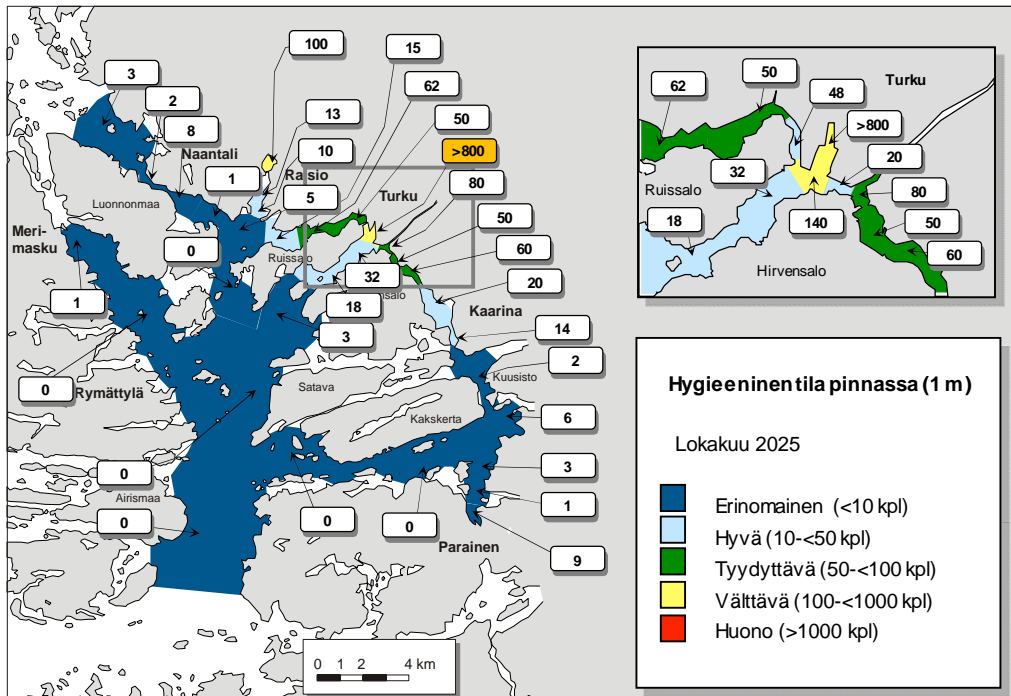 100
15
3
62
2
13
50
8
Naantali
10
>800
Raisio
1
80
5
Turku
Luonnonmaa
50
Meri-
masku
0
Ruissalo
60
32
nsalo
20
18
Kaarina
1
3
14
2
0
Rymättylä
Satava
Kuusisto
Kakskerta
6
0
3
Airismaa
1
0
0
0
Parainen
9
0 1 2 4 km
50
Turku
62
48
>800
32
20
Ruissalo
80
18
140
50
60
Hirvensalo
Hygieeninen tila pinnassa (1 m)
Lokakuu 2025
Erinomainen (<10 kpl)
Hyvä (10-<50 kpl)
Tyydyttävä (50-<100 kpl)
Välttävä (100-<1000 kpl)
Huono (>1000 kpl)